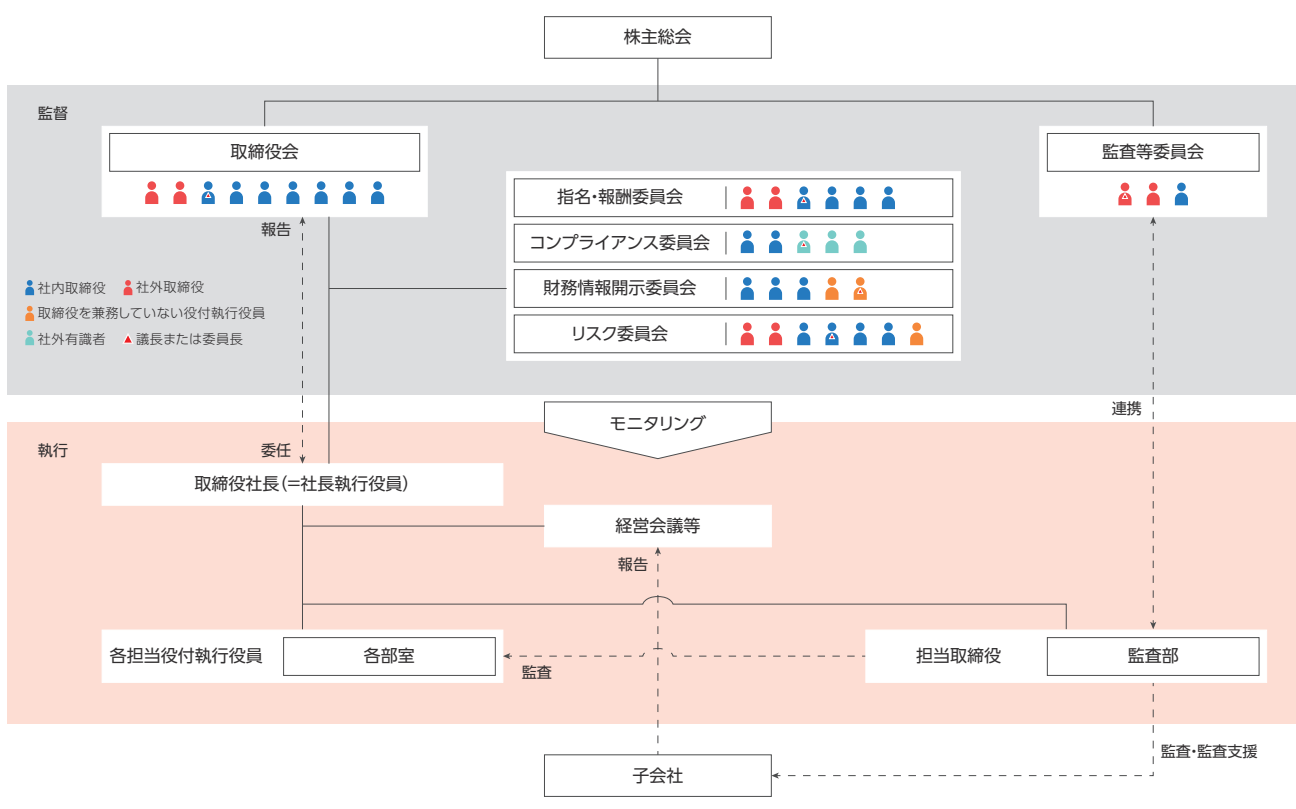 株主総会
監督
取締役会
監査等委員会
指名・報酬委員会
コンプライアンス委員会
財務情報開示委員会
リスク委員会
報告
社内取締役
社外取締役
取締役を兼務していない役付執行役員
社外有識者
議長または委員長
連携
モニタリング
執行
委任
取締役社長(=社長執行役員)
経営会議等
報告
各担当役付執行役員
各部室
監査
担当取締役
監査部
監査・監査支援
子会社